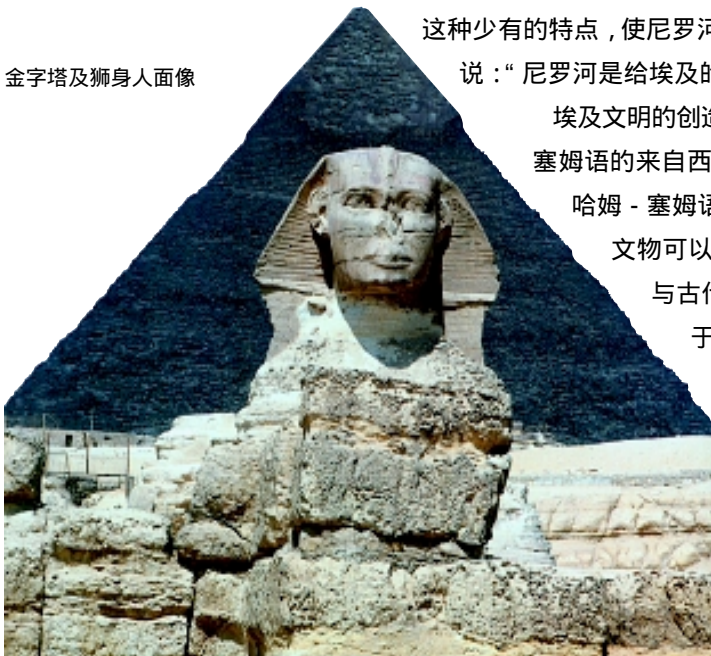 金字塔及狮身人面像
这种少有的特点，使尼罗河
说：“尼罗河是给埃及的
埃及文明的创造
塞姆语的来自西
哈姆-塞姆语
文物可以
与古代
于